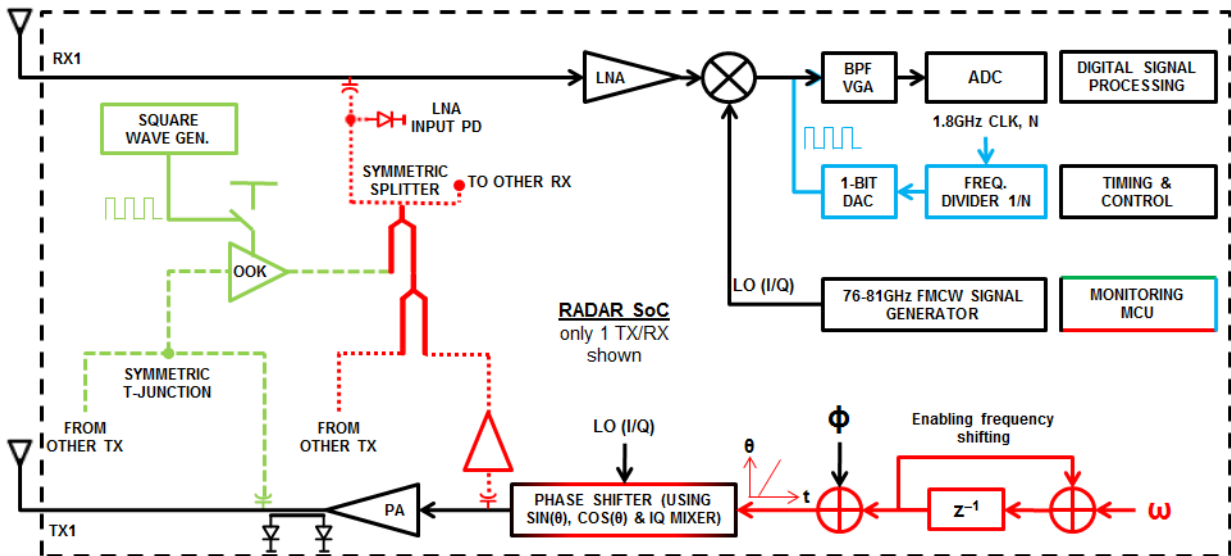 RX1
LNA
BPF
VGA
ADC
DIGITAL SIGNAL
PROCESSING
SQUARE
WAVE GEN.
LNA
INPUT PD
1.8GHz CLK, N
SYMMETRIC
SPLITTER
TO OTHER RX
1-BIT
DAC
FREQ.
DIVIDER 1/N
TIMING &
CONTROL
OOK
LO (I/Q)
76-81GHz FMCW SIGNAL
GENERATOR
MONITORING
MCU
RADAR SoC
only 1 TX/RX
shown
SYMMETRIC
T-JUNCTION
FROM
OTHER TX
FROM
OTHER TX
LO (I/Q)
Φ
Enabling frequency
shifting
θ
t
PHASE SHIFTER (USING
SIN(θ), COS(θ) & IQ MIXER)
z⁻¹
ω
PA
TX1